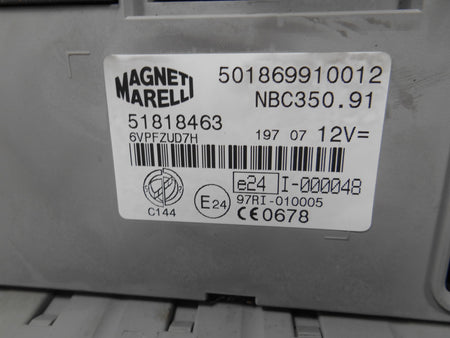 MAGNETI MARELLI
501869910012
NBC350.91
51818463
6VPFZUD7H
197 07 12V=
C144
E24
e24 I-000048
97RI-010005
CE0678